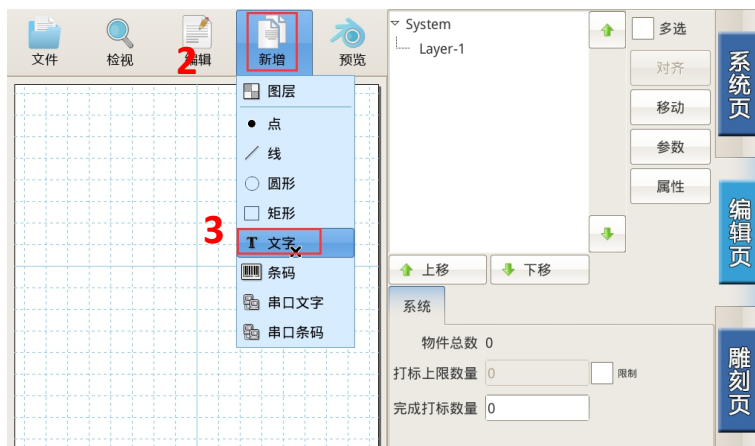 文件
检视
2
编辑
新增
预览
图层
点
线
圆形
矩形
3
T 文字
条码
串口文字
串口条码
System
Layer-1
多选
对齐
移动
参数
属性
上移
下移
系统
物件总数 0
打标上限数量 0
限制
完成打标数量 0
系统页
编辑页
雕刻页